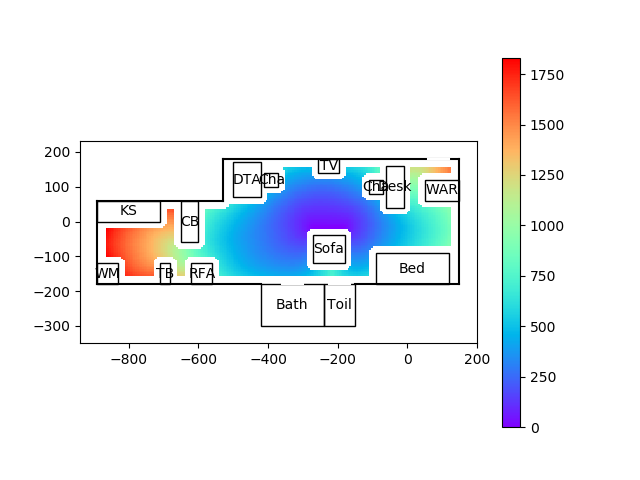 1750
1500
1250
1000
750
500
250
0
200
100
0
−100
−200
−300
−800
−600
−400
−200
0
200
KS
WM
TB
CB
RFA
DTA
Cha
TV
Cha
Desk
WAR
Sofa
Bed
Bath
Toil